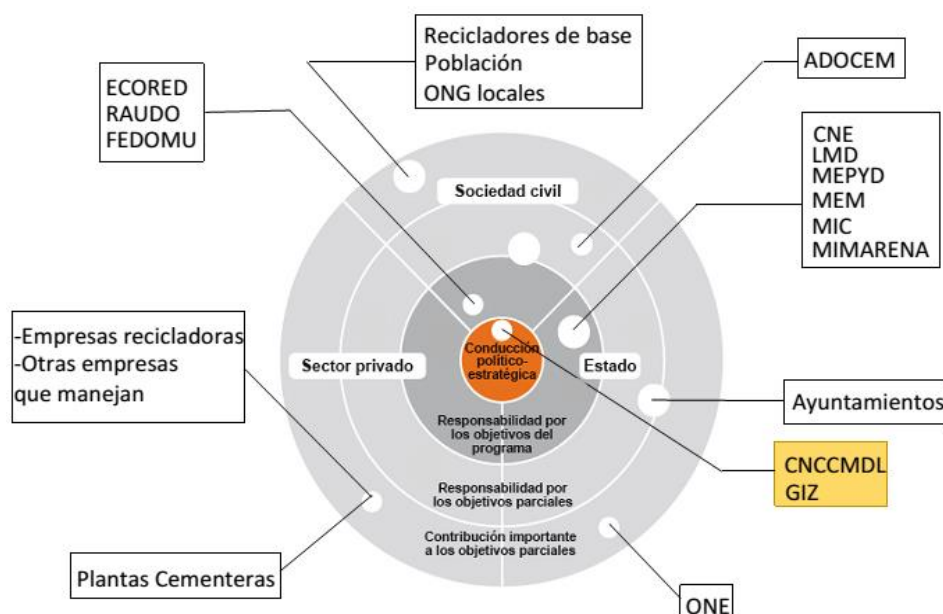 Recicladores de base
Población
ONG locales
ADOCEM
ECORED
RAUDO
FEDOMU
CNE
LMD
MEPYD
MEM
MIC
MIMARENA
Sociedad civil
-Empresas recicladoras
-Otras empresas
que manejan
Sector privado
Conducción
político-
estratégica
Estado
Ayuntamientos
Responsabilidad por
los objetivos del
programa
CNCCMDL
GIZ
Responsabilidad por
los objetivos parciales
Contribución importante
a los objetivos parciales
Plantas Cementeras
ONE